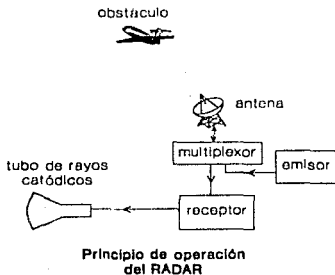 obstáculo
antena
multiplexor
emisor
tubo de rayos
catódicos
receptor
Principio de operación
del RADAR